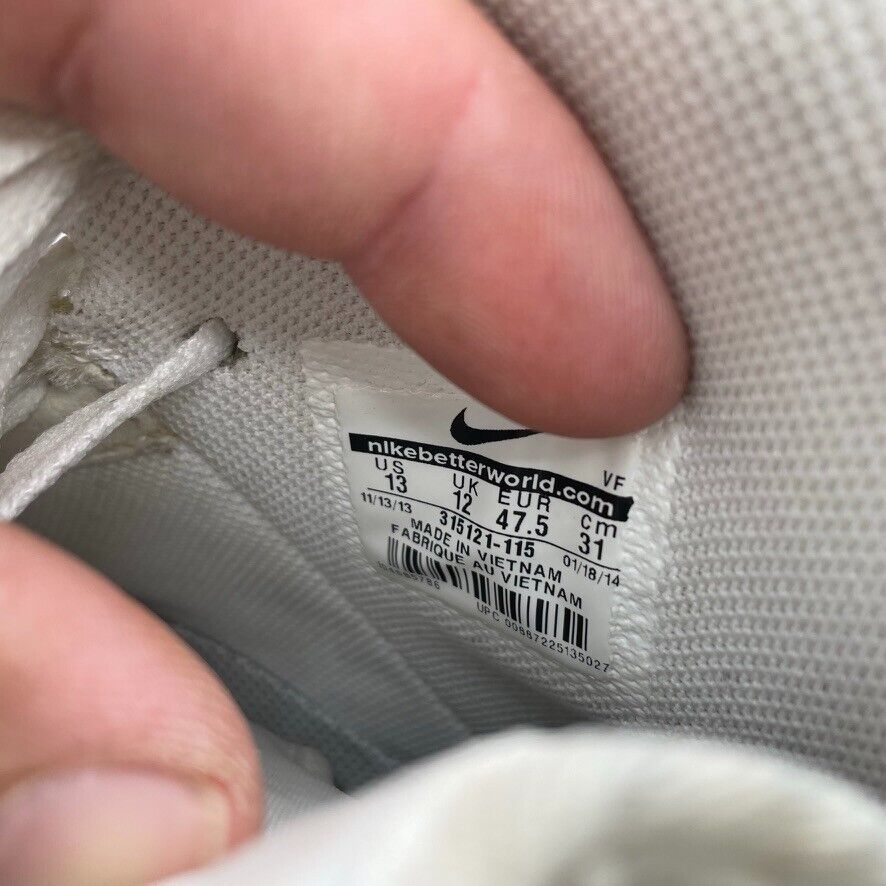 nikebetterworld.com
VF
US UK EUR cm
13 12 47.5 31
11/13/13 315121-115 01/18/14
MADE IN VIETNAM
FABRIQUE AU VIETNAM
UPC 00887225135027